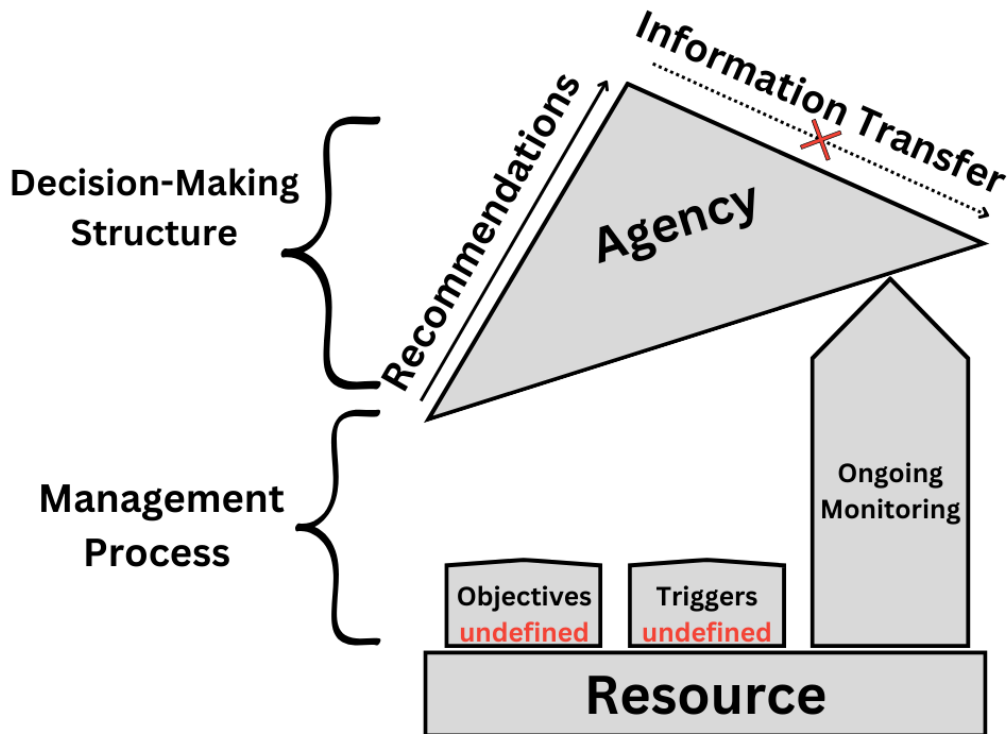 Information Transfer
Recommendations
Decision-Making
Structure
Agency
Management
Process
Ongoing
Monitoring
Objectives
undefined
Triggers
undefined
Resource